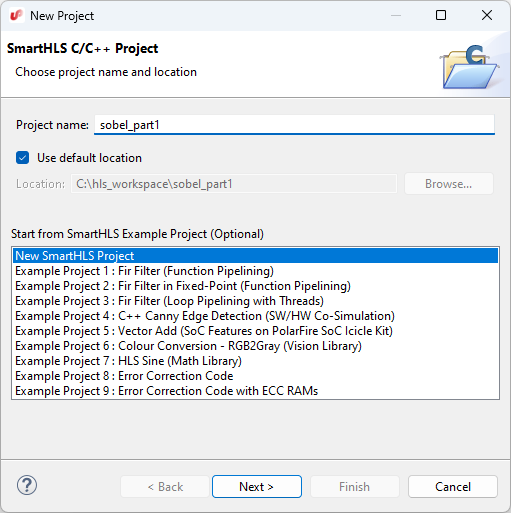 New Project
SmartHLS C/C++ Project
Choose project name and location
Project name: sobel_part1
Use default location
Location: C:\hls_workspace\sobel_part1 Browse...
Start from SmartHLS Example Project (Optional)
New SmartHLS Project
Example Project 1 : Fir Filter (Function Pipelining)
Example Project 2 : Fir Filter in Fixed-Point (Function Pipelining)
Example Project 3 : Fir Filter (Loop Pipelining with Threads)
Example Project 4 : C++ Canny Edge Detection (SW/HW Co-Simulation)
Example Project 5 : Vector Add (SoC Features on PolarFire SoC Icicle Kit)
Example Project 6 : Colour Conversion - RGB2Gray (Vision Library)
Example Project 7 : HLS Sine (Math Library)
Example Project 8 : Error Correction Code
Example Project 9 : Error Correction Code with ECC RAMs
? < Back Next > Finish Cancel